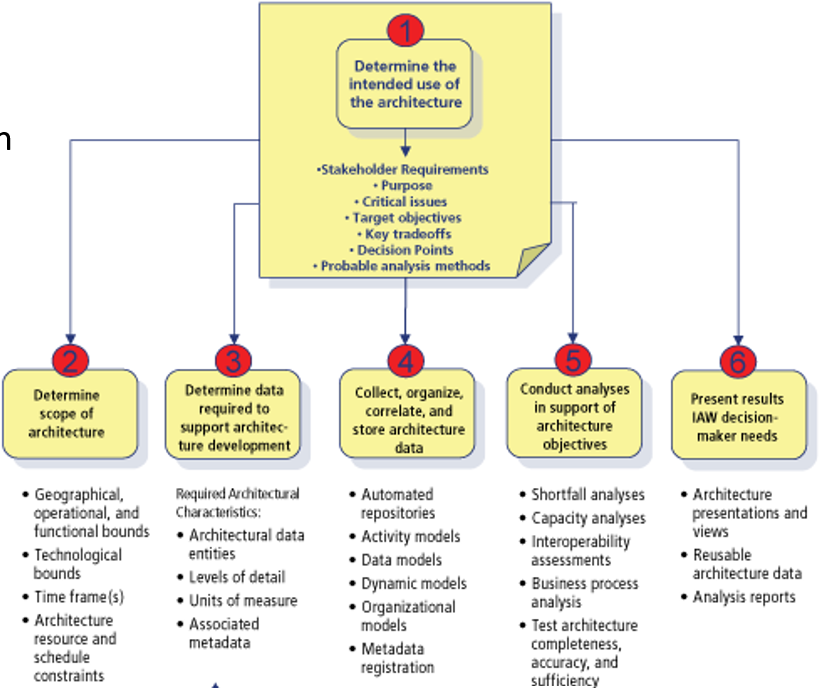 1
Determine the
intended use of
the architecture
•Stakeholder Requirements
• Purpose
• Critical issues
• Target objectives
• Key tradeoffs
• Decision Points
• Probable analysis methods
n
2
Determine
scope of
architecture
• Geographical,
operational, and
functional bounds
• Technological
bounds
• Time frame(s)
• Architecture
resource and
schedule
constraints
3
Determine data
required to
support architec-
ture development
Required Architectural
Characteristics:
• Architectural data
entities
• Levels of detail
• Units of measure
• Associated
metadata
4
Collect, organize,
correlate, and
store architecture
data
• Automated
repositories
• Activity models
• Data models
• Dynamic models
• Organizational
models
• Metadata
registration
5
Conduct analyses
in support of
architecture
objectives
• Shortfall analyses
• Capacity analyses
• Interoperability
assessments
• Business process
analysis
• Test architecture
completeness,
accuracy, and
sufficiency
6
Present results
IAW decision-
maker needs
• Architecture
presentations and
views
• Reusable
architecture data
• Analysis reports